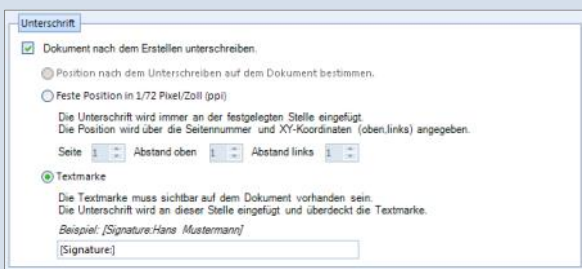 Unterschrift
Dokument nach dem Erstellen unterschreiben.
Position nach dem Unterschreiben auf dem Dokument bestimmen.
Feste Position in 1/72 Pixel/Zoll (ppi)
Die Unterschrift wird immer an der festgelegten Stelle eingefügt.
Die Position wird über die Seitennummer und XY-Koordinaten (oben,links) angegeben.
Seite 1 Abstand oben 1 Abstand links 1
Textmarke
Die Textmarke muss sichtbar auf dem Dokument vorhanden sein.
Die Unterschrift wird an dieser Stelle eingefügt und überdeckt die Textmarke.
Beispiel: [Signature:Hans Mustermann]
[Signature:]